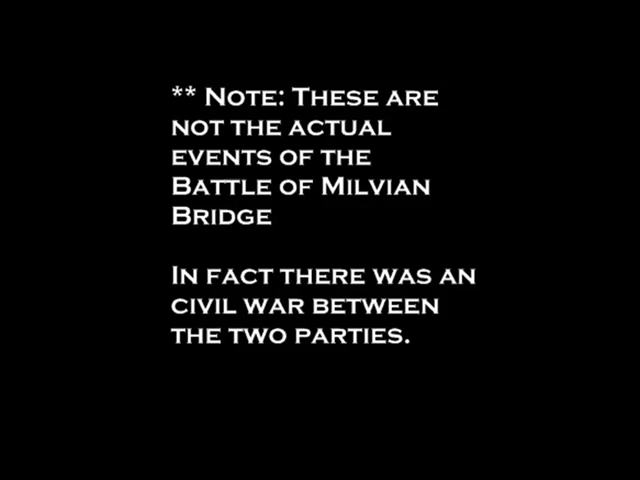 ** Note: These are
not the actual
events of the
Battle of Milvian
Bridge
In fact there was an
civil war between
the two parties.